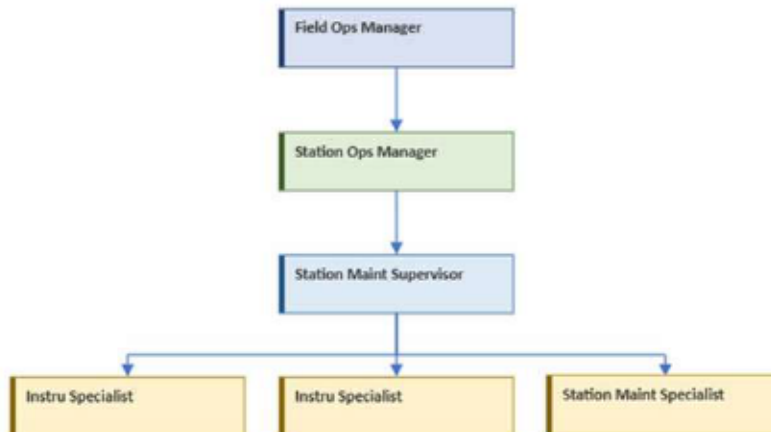 Field Ops Manager
Station Ops Manager
Station Maint Supervisor
Instru Specialist
Instru Specialist
Station Maint Specialist